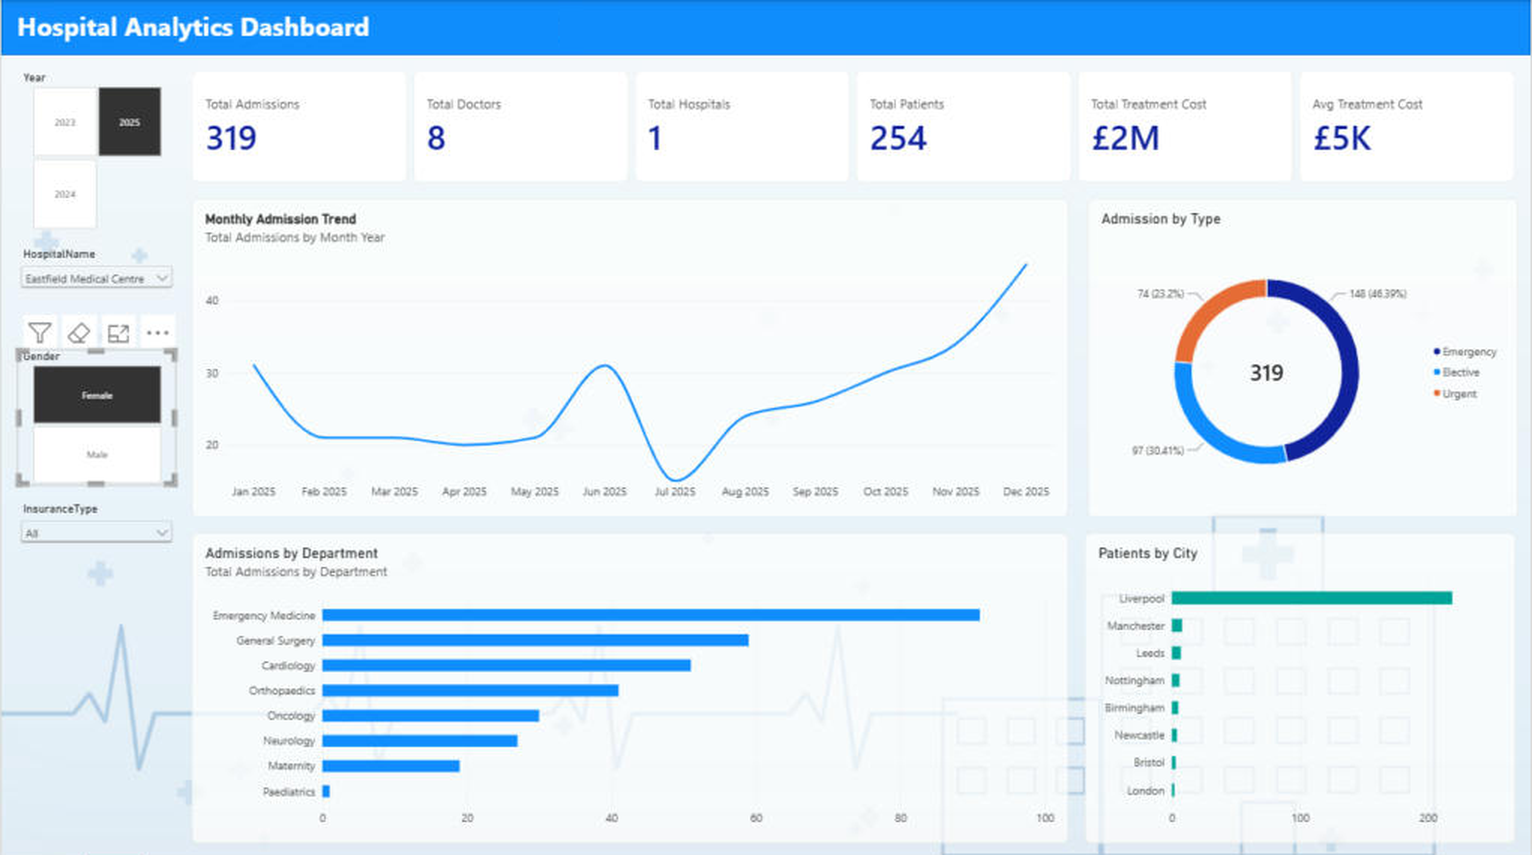 Hospital Analytics Dashboard
Year
2023
2025
2024
HospitalName
Eastfield Medical Centre
Gender
Female
Male
InsuranceType
All
Total Admissions
319
Total Doctors
8
Total Hospitals
1
Total Patients
254
Total Treatment Cost
£2M
Avg Treatment Cost
£5K
Monthly Admission Trend
Total Admissions by Month Year
40
30
20
Jan 2025 Feb 2025 Mar 2025 Apr 2025 May 2025 Jun 2025 Jul 2025 Aug 2025 Sep 2025 Oct 2025 Nov 2025 Dec 2025
Admission by Type
74 (23.2%)
148 (46.39%)
319
97 (30.41%)
Emergency
Elective
Urgent
Admissions by Department
Total Admissions by Department
Emergency Medicine
General Surgery
Cardiology
Orthopaedics
Oncology
Neurology
Maternity
Paediatrics
0 20 40 60 80 100
Patients by City
Liverpool
Manchester
Leeds
Nottingham
Birmingham
Newcastle
Bristol
London
0 100 200